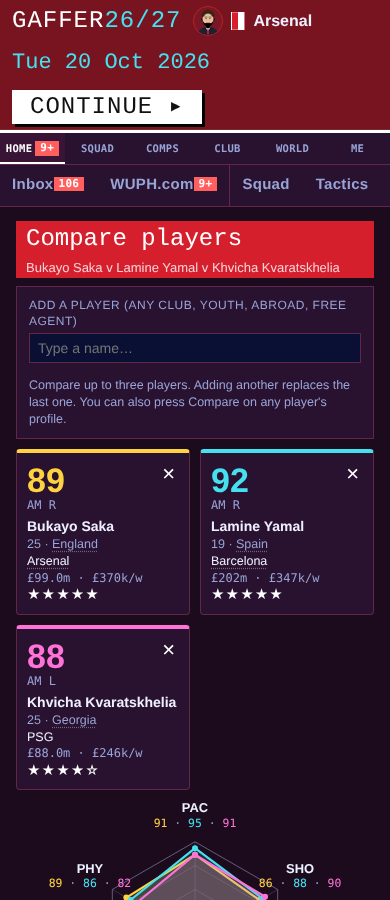 GAFFER26/27 Arsenal
Tue 20 Oct 2026
CONTINUE ▸
HOME 9+ SQUAD COMPS CLUB WORLD ME
Inbox 106 WUPH.com 9+ Squad Tactics
Compare players
Bukayo Saka v Lamine Yamal v Khvicha Kvaratskhelia
ADD A PLAYER (ANY CLUB, YOUTH, ABROAD, FREE
AGENT)
Type a name…
Compare up to three players. Adding another replaces the
last one. You can also press Compare on any player's
profile.
89 ✕
AM R
Bukayo Saka
25 · England
Arsenal
£99.0m · £370k/w
★★★★★
92 ✕
AM R
Lamine Yamal
19 · Spain
Barcelona
£202m · £347k/w
★★★★★
88 ✕
AM L
Khvicha Kvaratskhelia
25 · Georgia
PSG
£88.0m · £246k/w
★★★★⯪
PAC
91 · 95 · 91
PHY
89 · 86 · 82
SHO
86 · 88 · 90